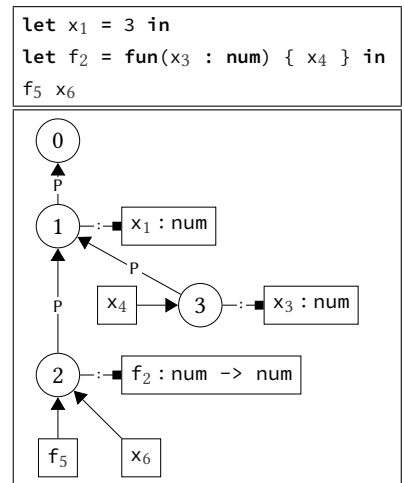 let x₁ = 3 in
let f₂ = fun(x₃ : num) { x₄ } in
f₅ x₆
0
P
1 : x₁ : num
P
P x₄ 3 : x₃ : num
2 : f₂ : num -> num
f₅ x₆